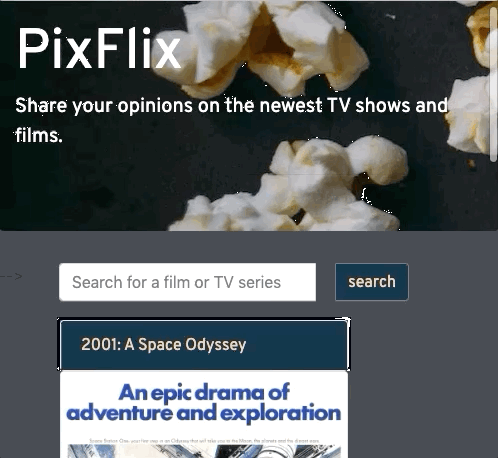 PixFlix
Share your opinions on the newest TV shows and
films.
-->
Search for a film or TV series
search
2001: A Space Odyssey
An epic drama of
adventure and exploration